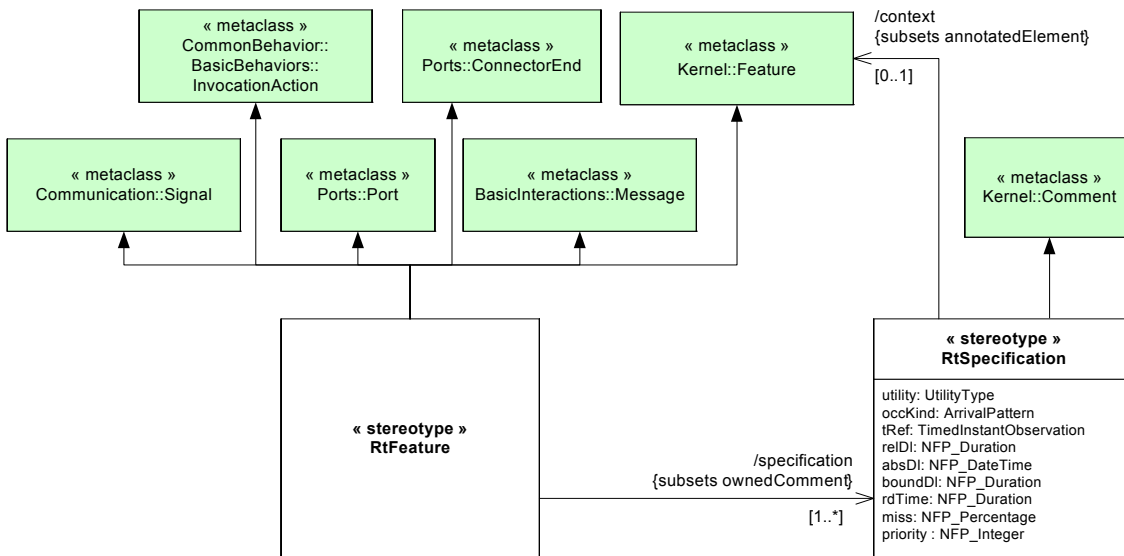 « metaclass »
CommonBehavior::
BasicBehaviors::
InvocationAction
« metaclass »
Ports::ConnectorEnd
« metaclass »
Kernel::Feature
/context
{subsets annotatedElement}
[0..1]
« metaclass »
Communication::Signal
« metaclass »
Ports::Port
« metaclass »
BasicInteractions::Message
« metaclass »
Kernel::Comment
« stereotype »
RtFeature
/specification
{subsets ownedComment}
[1..*]
« stereotype »
RtSpecification
utility: UtilityType
occKind: ArrivalPattern
tRef: TimedInstantObservation
relDl: NFP_Duration
absDl: NFP_DateTime
boundDl: NFP_Duration
rdTime: NFP_Duration
miss: NFP_Percentage
priority : NFP_Integer